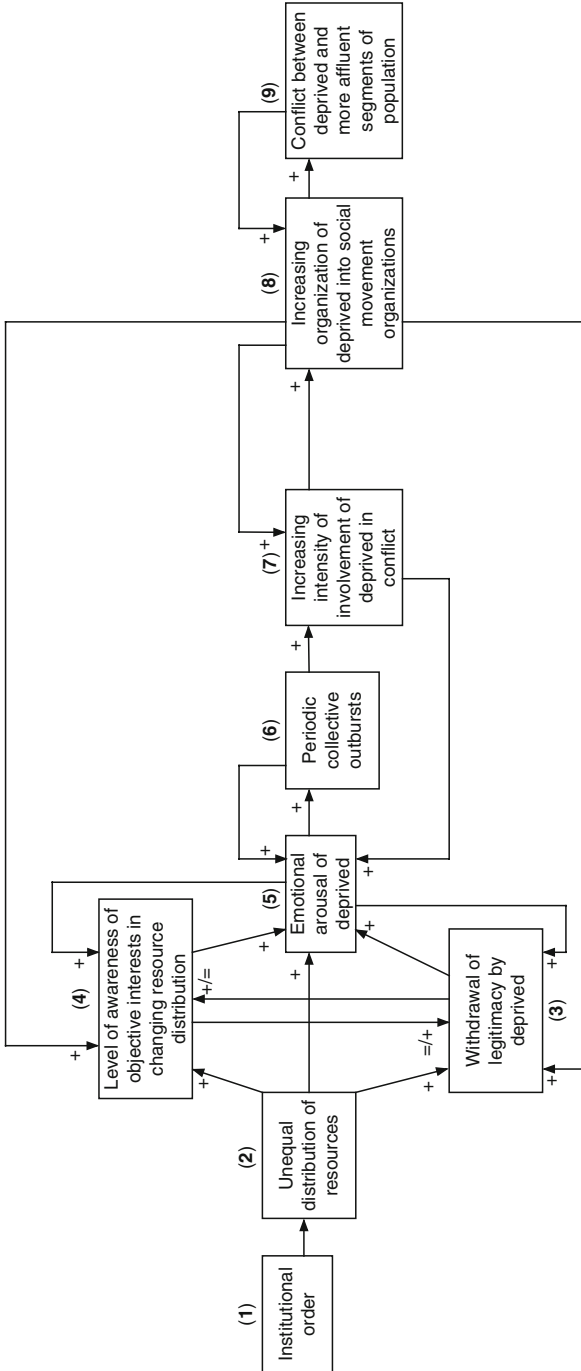 (1)
Institutional
order
(2)
Unequal
distribution of
resources
+
+
+
(3)
Withdrawal of
legitimacy by
deprived
=/+
+
+
(4)
Level of awareness of
objective interests in
changing resource
distribution
+/=
+
+
(5)
Emotional
arousal of
deprived
+
+
+
+
+
(6)
Periodic
collective
outbursts
+
(7)
Increasing
intensity of
involvement of
deprived in
conflict
+
+
(8)
Increasing
organization of
deprived into social
movement
organizations
+
+
(9)
Conflict between
deprived and
more affluent
segments of
population